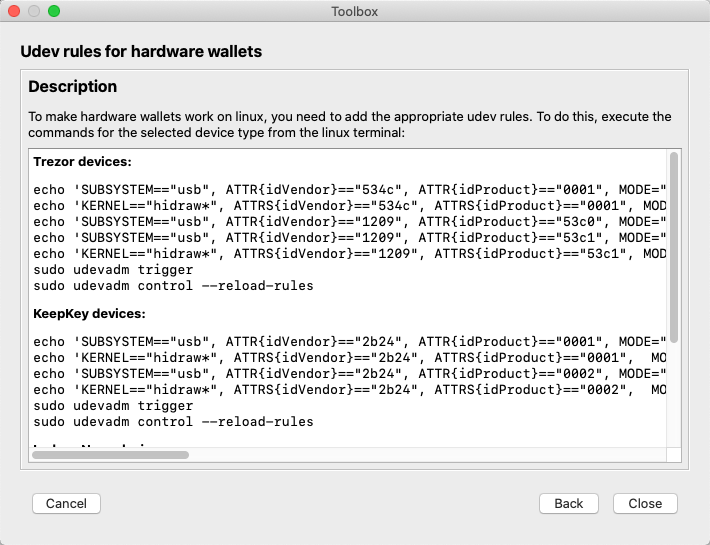 Toolbox
Udev rules for hardware wallets
Description
To make hardware wallets work on linux, you need to add the appropriate udev rules. To do this, execute the
commands for the selected device type from the linux terminal:
Trezor devices:
echo 'SUBSYSTEM=="usb", ATTR{idVendor}=="534c", ATTR{idProduct}=="0001", MODE="
echo 'KERNEL=="hidraw*", ATTRS{idVendor}=="534c", ATTRS{idProduct}=="0001", MOD
echo 'SUBSYSTEM=="usb", ATTR{idVendor}=="1209", ATTR{idProduct}=="53c0", MODE="
echo 'SUBSYSTEM=="usb", ATTR{idVendor}=="1209", ATTR{idProduct}=="53c1", MODE="
echo 'KERNEL=="hidraw*", ATTRS{idVendor}=="1209", ATTRS{idProduct}=="53c1", MOD
sudo udevadm trigger
sudo udevadm control --reload-rules
KeepKey devices:
echo 'SUBSYSTEM=="usb", ATTR{idVendor}=="2b24", ATTR{idProduct}=="0001", MODE="
echo 'KERNEL=="hidraw*", ATTRS{idVendor}=="2b24", ATTRS{idProduct}=="0001",  MO
echo 'SUBSYSTEM=="usb", ATTR{idVendor}=="2b24", ATTR{idProduct}=="0002", MODE="
echo 'KERNEL=="hidraw*", ATTRS{idVendor}=="2b24", ATTRS{idProduct}=="0002",  MO
sudo udevadm trigger
sudo udevadm control --reload-rules
Cancel
Back
Close